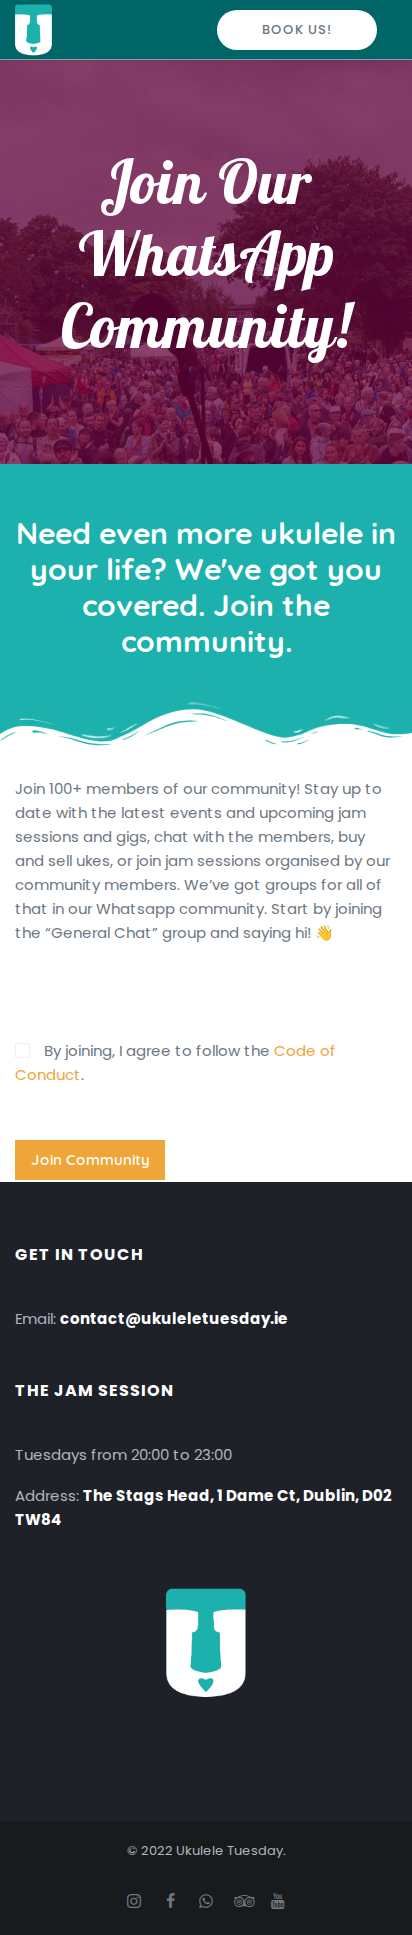 BOOK US!
Join Our
WhatsApp
Community!
Need even more ukulele in
your life? We've got you
covered. Join the
community.
Join 100+ members of our community! Stay up to
date with the latest events and upcoming jam
sessions and gigs, chat with the members, buy
and sell ukes, or join jam sessions organised by our
community members. We’ve got groups for all of
that in our Whatsapp community. Start by joining
the “General Chat” group and saying hi! 👋
By joining, I agree to follow the Code of
Conduct.
Join Community
GET IN TOUCH
Email: contact@ukuleletuesday.ie
THE JAM SESSION
Tuesdays from 20:00 to 23:00
Address: The Stags Head, 1 Dame Ct, Dublin, D02
TW84
© 2022 Ukulele Tuesday.